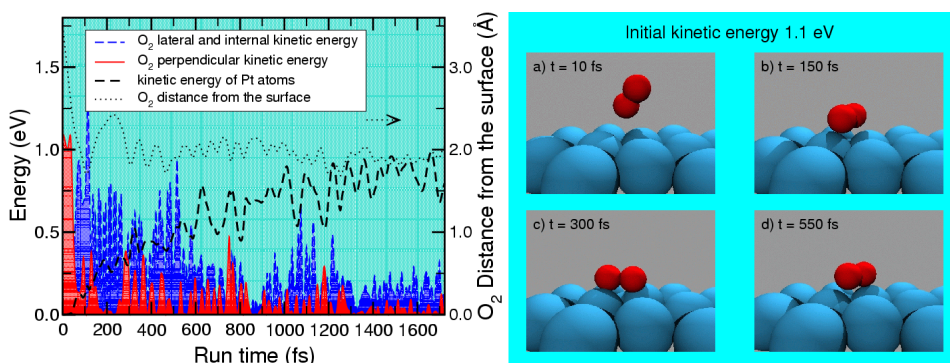 O2 lateral and internal kinetic energy
O2 perpendicular kinetic energy
kinetic energy of Pt atoms
O2 distance from the surface
Energy (eV)
1.5
1.0
0.5
0.0
3.0
2.0
1.0
0.0
O2 Distance from the surface (Å)
0 200 400 600 800 1000 1200 1400 1600
Run time (fs)
Initial kinetic energy 1.1 eV
a) t = 10 fs
b) t = 150 fs
c) t = 300 fs
d) t = 550 fs